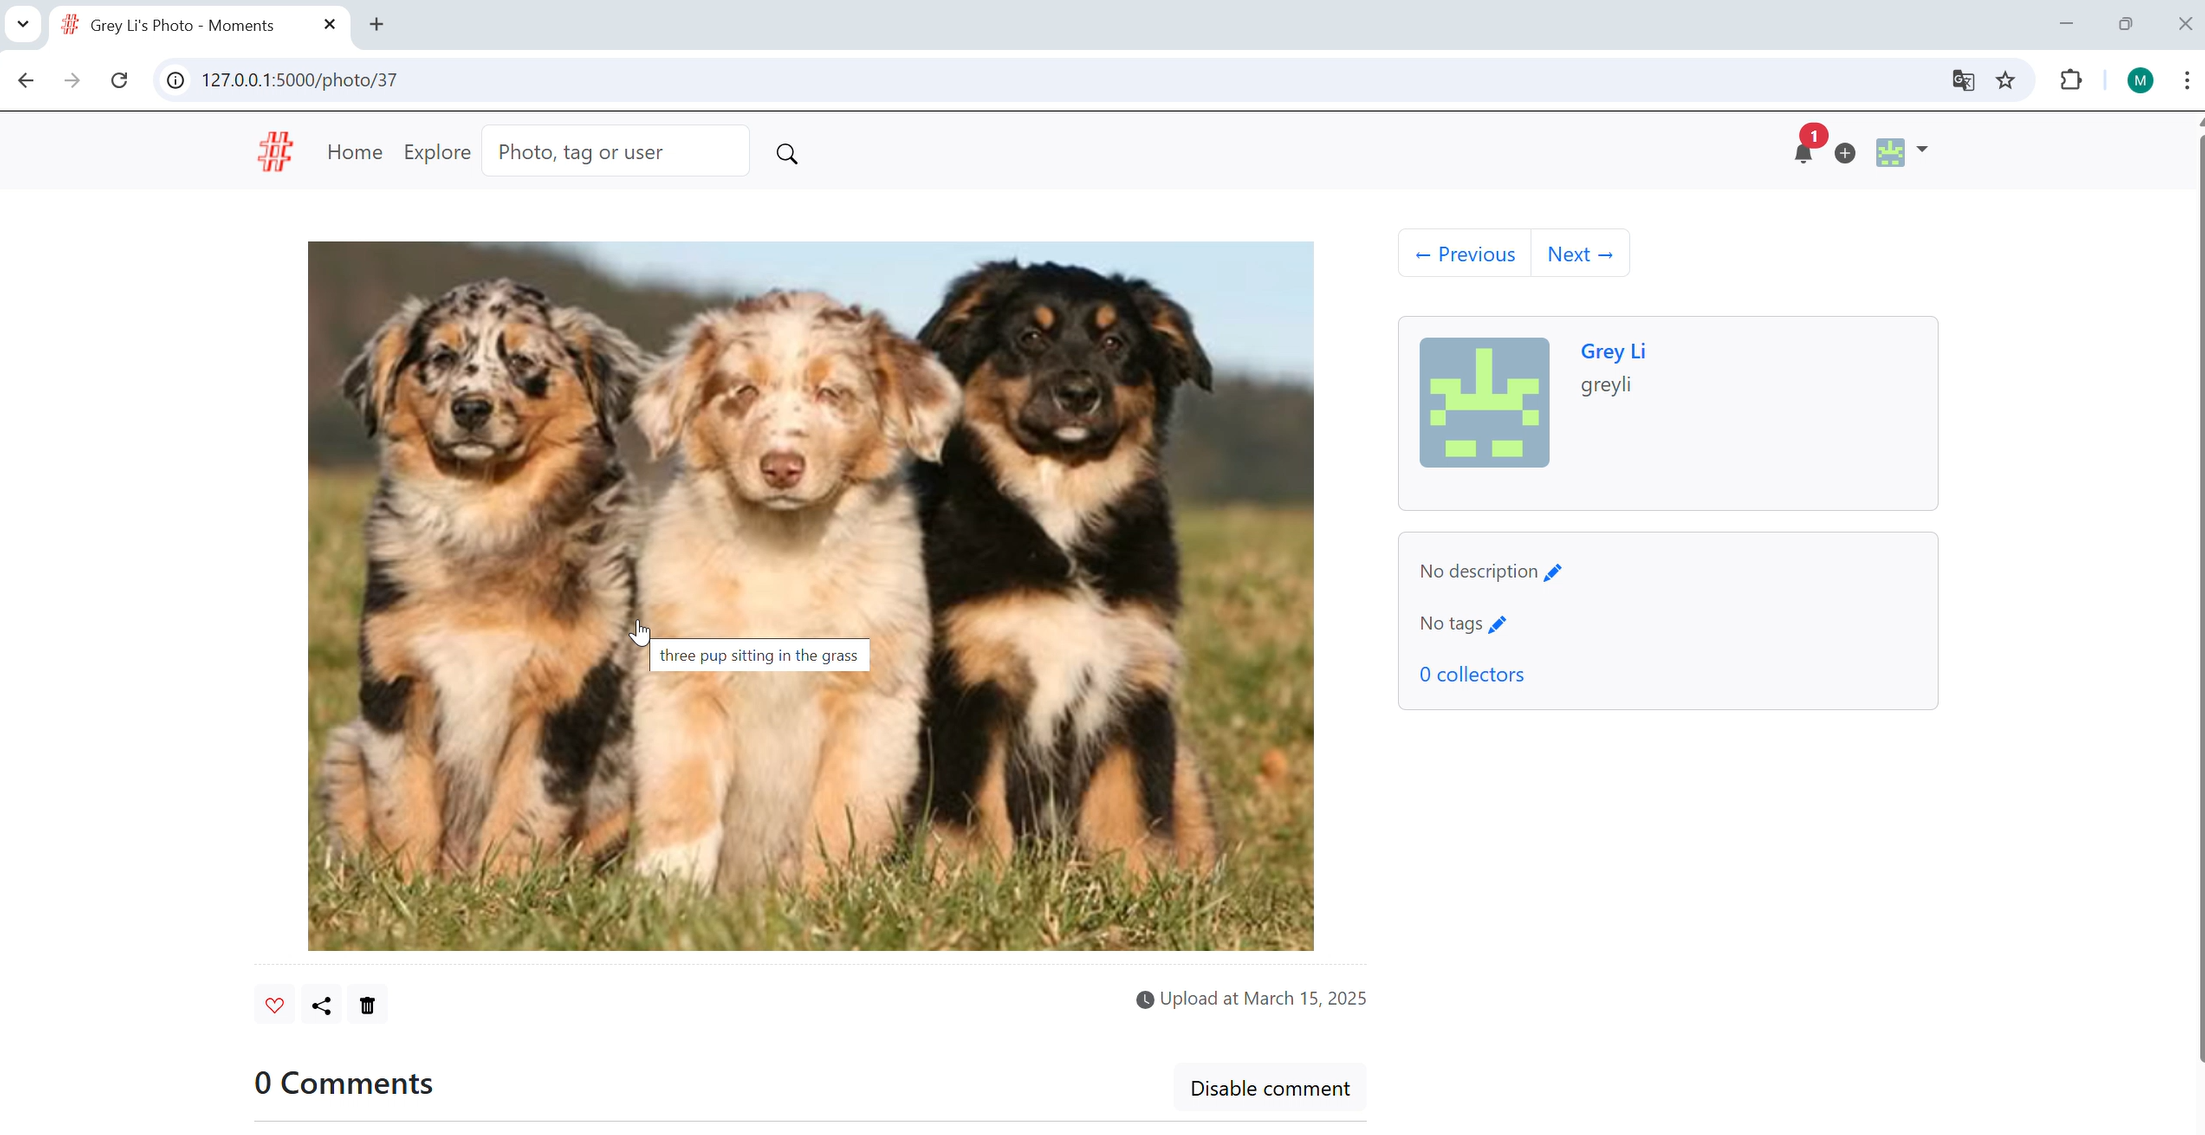 Grey Li's Photo - Moments
127.0.0.1:5000/photo/37
M
Home
Explore
Photo, tag or user
1
← Previous
Next →
Grey Li
greyli
No description
No tags
0 collectors
three pup sitting in the grass
Upload at March 15, 2025
0 Comments
Disable comment